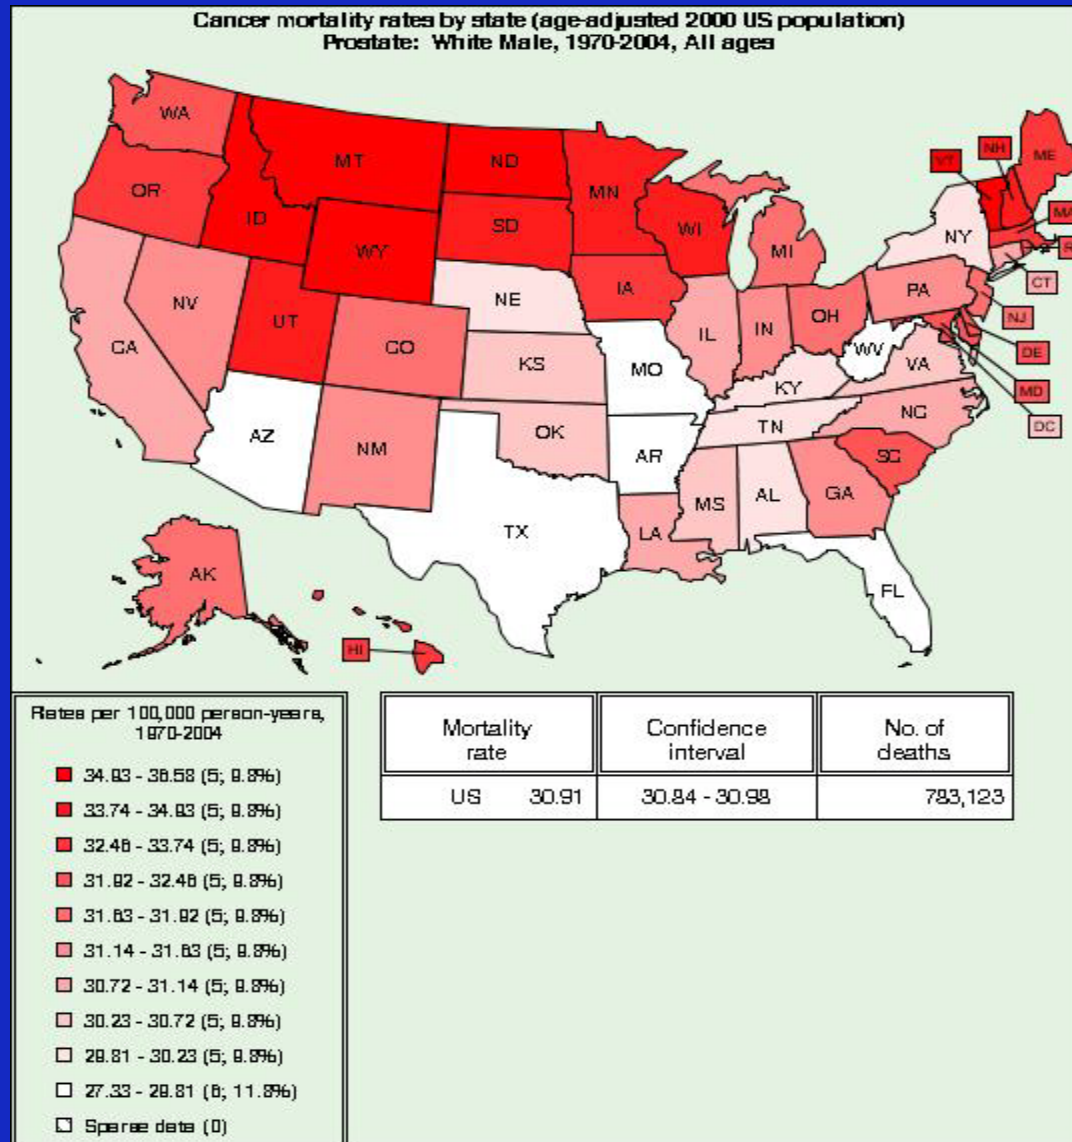 Cancer mortality rates by state (age-adjusted 2000 US population)
Prostate: White Male, 1970-2004, All ages
WA
MT
ND
MN
VT
NH
ME
OR
ID
SD
WI
MA
WY
MI
NY
R
CT
NV
UT
NE
IA
PA
NJ
CA
CO
IL
IN
OH
DE
KS
MO
WV
VA
MD
KY
DC
AZ
NM
OK
AR
TN
NC
SC
TX
MS
AL
GA
LA
AK
FL
HI
Rates per 100,000 person-years,
1970-2004
34.93 - 36.58 (5; 9.8%)
33.74 - 34.93 (5; 9.8%)
32.46 - 33.74 (5; 9.8%)
31.92 - 32.46 (5; 9.8%)
31.63 - 31.92 (5; 9.8%)
31.14 - 31.63 (5; 9.8%)
30.72 - 31.14 (5; 9.8%)
30.23 - 30.72 (5; 9.8%)
29.81 - 30.23 (5; 9.8%)
27.33 - 29.81 (6; 11.8%)
Sparse data (0)
Mortality rate
Confidence interval
No. of deaths
US 30.91
30.84 - 30.98
783,123